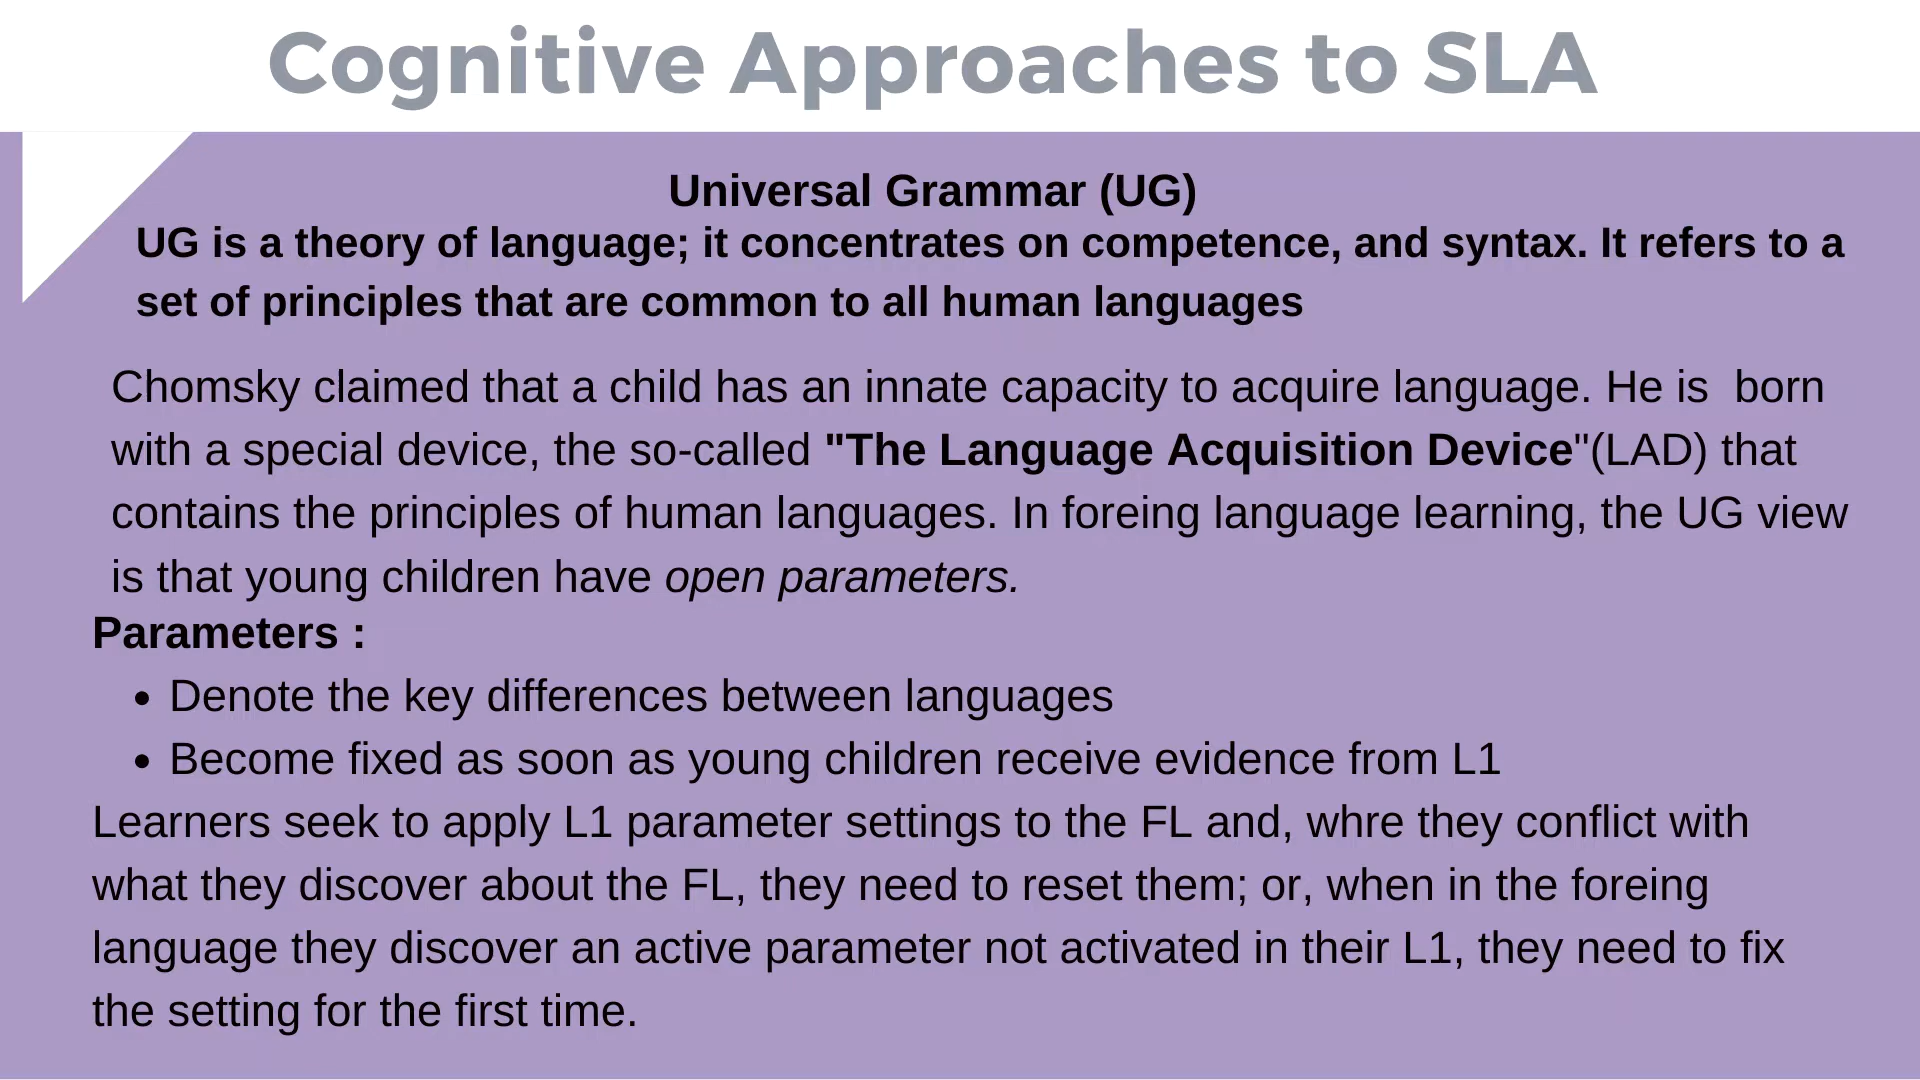 Cognitive Approaches to SLA
Universal Grammar (UG)
UG is a theory of language; it concentrates on competence, and syntax. It refers to a
set of principles that are common to all human languages
Chomsky claimed that a child has an innate capacity to acquire language. He is  born
with a special device, the so-called "The Language Acquisition Device"(LAD) that
contains the principles of human languages. In foreing language learning, the UG view
is that young children have open parameters.
Parameters :
• Denote the key differences between languages
• Become fixed as soon as young children receive evidence from L1
Learners seek to apply L1 parameter settings to the FL and, whre they conflict with
what they discover about the FL, they need to reset them; or, when in the foreing
language they discover an active parameter not activated in their L1, they need to fix
the setting for the first time.